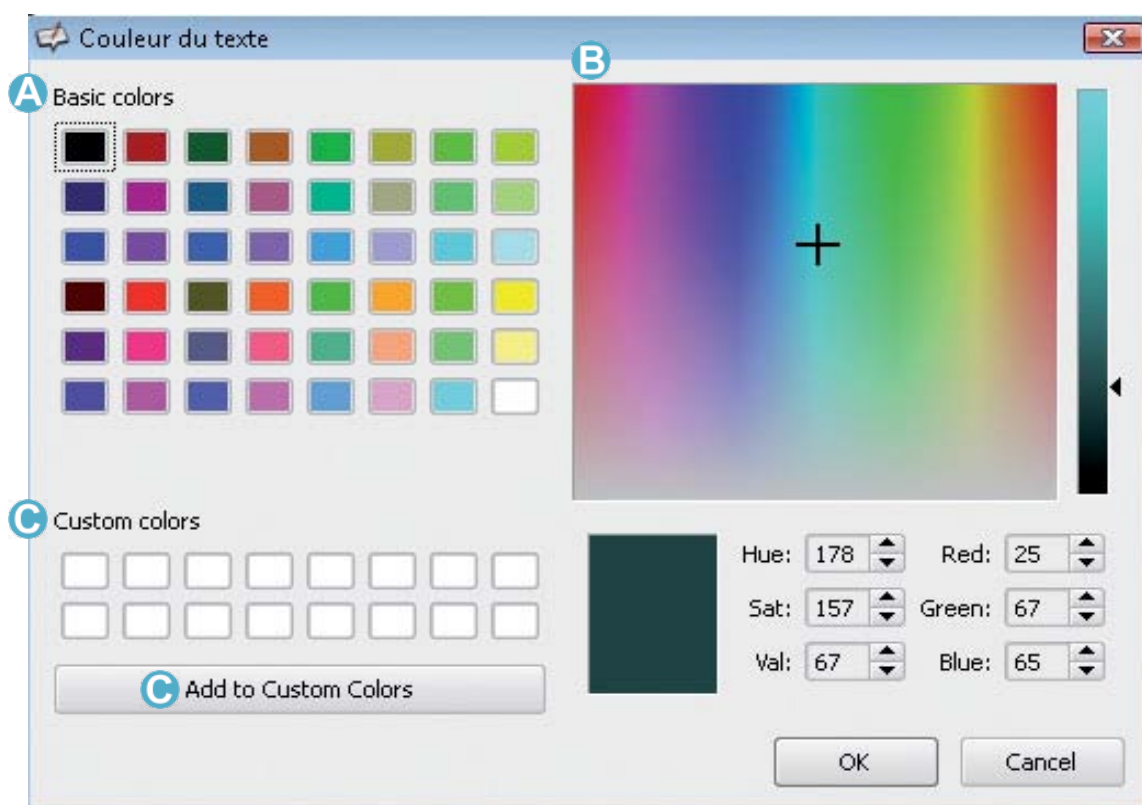 Couleur du texte
B
A Basic colors
C Custom colors
Hue: 178 Red: 25
Sat: 157 Green: 67
Val: 67 Blue: 65
C Add to Custom Colors
OK Cancel